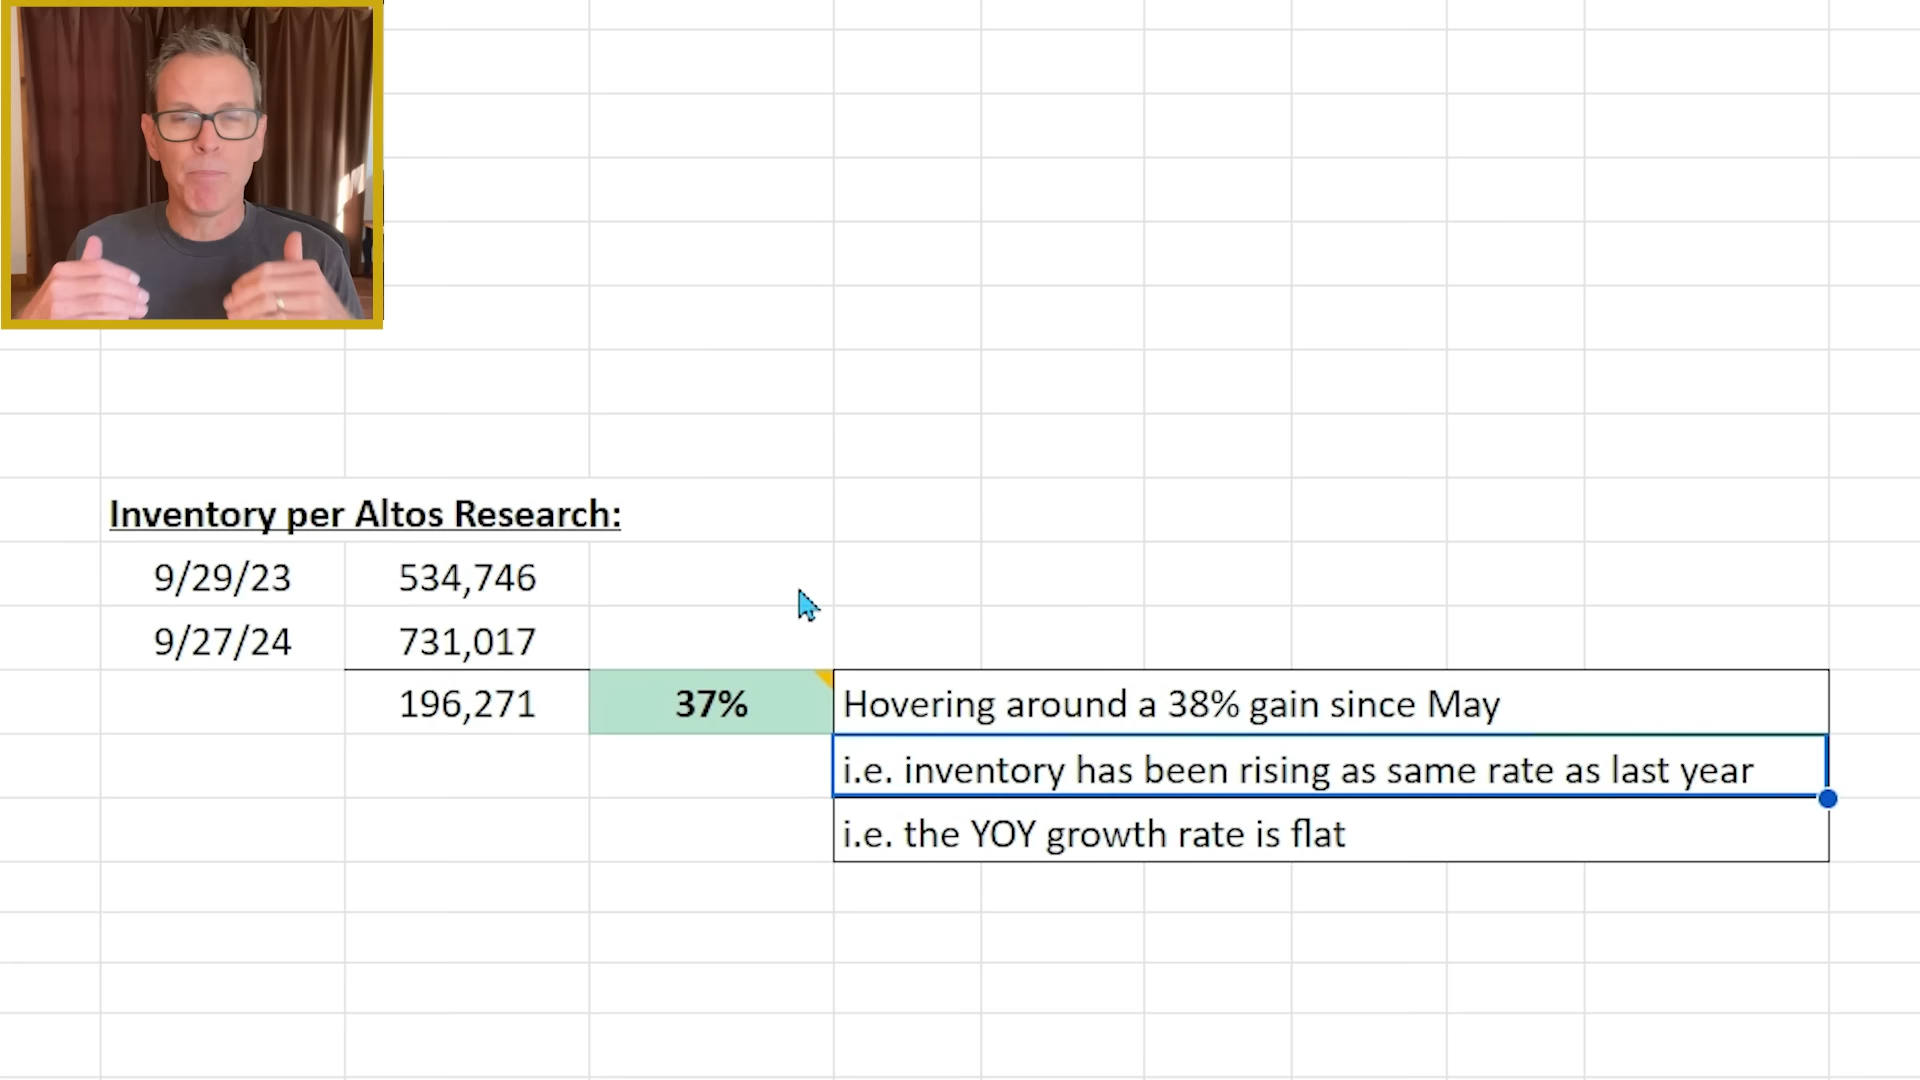 Inventory per Altos Research:
9/29/23 534,746
9/27/24 731,017
196,271 37% Hovering around a 38% gain since May
i.e. inventory has been rising as same rate as last year
i.e. the YOY growth rate is flat